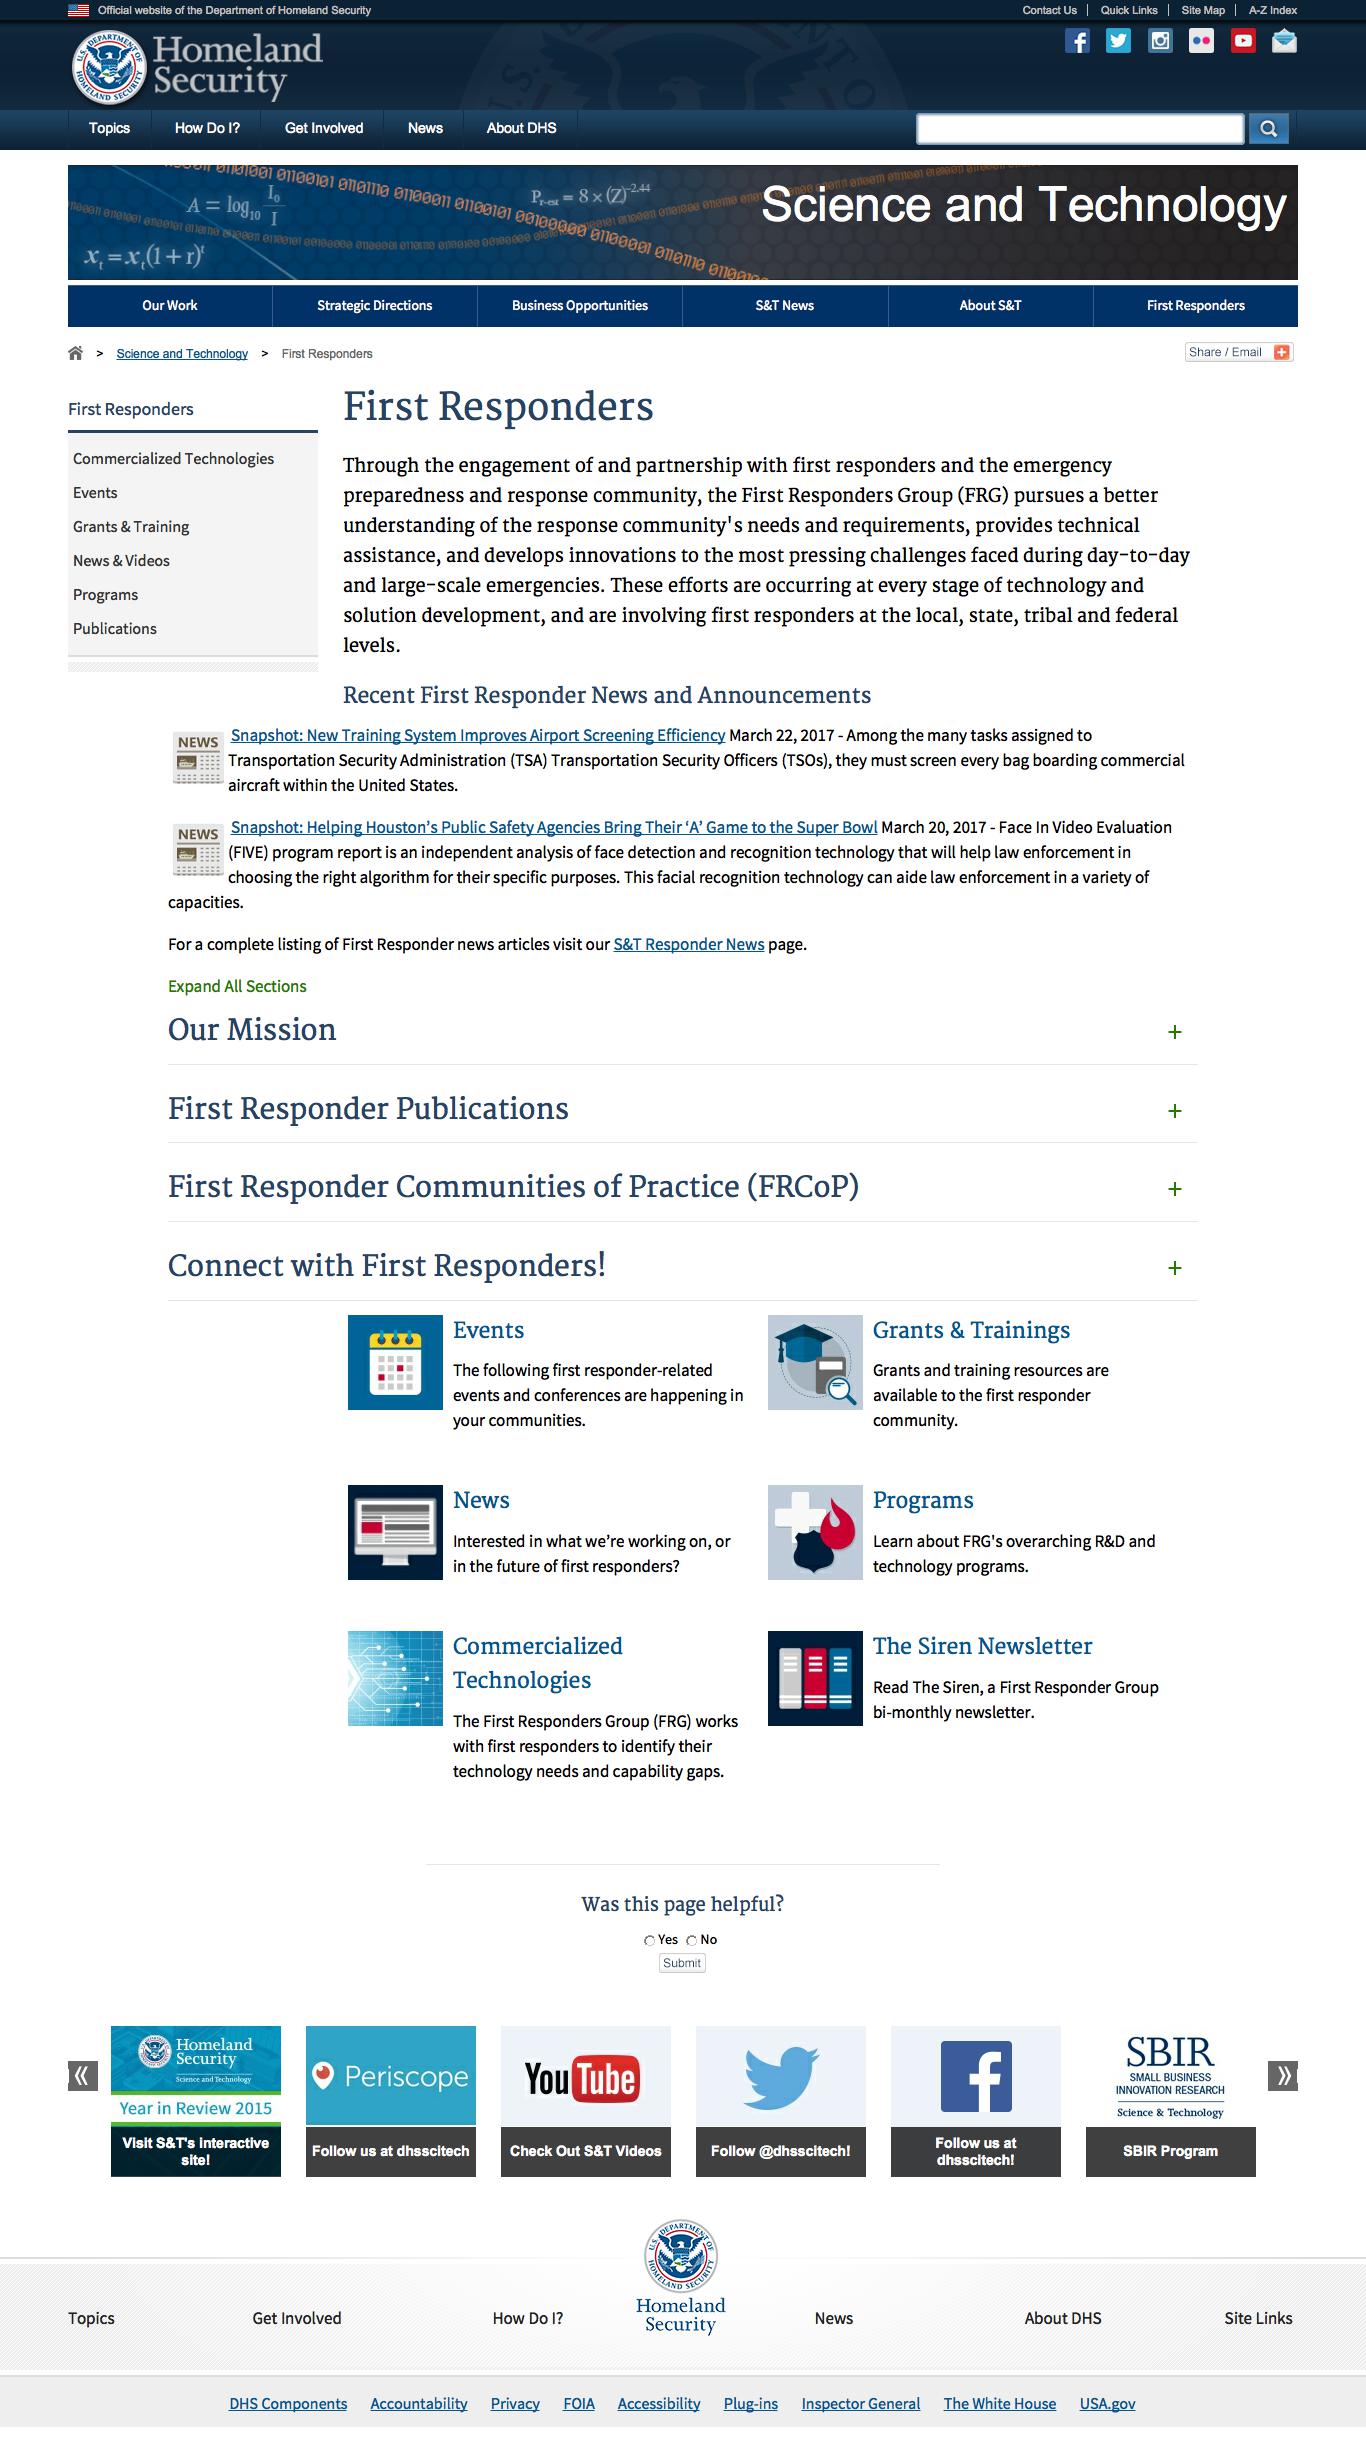 Official website of the Department of Homeland Security
Contact Us
Quick Links
Site Map
A-Z Index
U.S. DEPARTMENT OF HOMELAND SECURITY
Homeland
Security
Topics
How Do I?
Get Involved
News
About DHS
Science and Technology
A = log10 I0/I
Pr-est = 8 × (Z)^-2.44
xt = xt(1 + r)^t
Our Work
Strategic Directions
Business Opportunities
S&T News
About S&T
First Responders
> Science and Technology > First Responders
Share / Email
First Responders
Commercialized Technologies
Events
Grants & Training
News & Videos
Programs
Publications
First Responders
Through the engagement of and partnership with first responders and the emergency
preparedness and response community, the First Responders Group (FRG) pursues a better
understanding of the response community's needs and requirements, provides technical
assistance, and develops innovations to the most pressing challenges faced during day-to-day
and large-scale emergencies. These efforts are occurring at every stage of technology and
solution development, and are involving first responders at the local, state, tribal and federal
levels.
Recent First Responder News and Announcements
NEWS
Snapshot: New Training System Improves Airport Screening Efficiency March 22, 2017 - Among the many tasks assigned to
Transportation Security Administration (TSA) Transportation Security Officers (TSOs), they must screen every bag boarding commercial
aircraft within the United States.
NEWS
Snapshot: Helping Houston’s Public Safety Agencies Bring Their ‘A’ Game to the Super Bowl March 20, 2017 - Face In Video Evaluation
(FIVE) program report is an independent analysis of face detection and recognition technology that will help law enforcement in
choosing the right algorithm for their specific purposes. This facial recognition technology can aide law enforcement in a variety of
capacities.
For a complete listing of First Responder news articles visit our S&T Responder News page.
Expand All Sections
Our Mission +
First Responder Publications +
First Responder Communities of Practice (FRCoP) +
Connect with First Responders! +
Events
The following first responder-related
events and conferences are happening in
your communities.
Grants & Trainings
Grants and training resources are
available to the first responder
community.
News
Interested in what we’re working on, or
in the future of first responders?
Programs
Learn about FRG's overarching R&D and
technology programs.
Commercialized
Technologies
The First Responders Group (FRG) works
with first responders to identify their
technology needs and capability gaps.
The Siren Newsletter
Read The Siren, a First Responder Group
bi-monthly newsletter.
Was this page helpful?
Yes No
Submit
Homeland
Security
Science and Technology
Year in Review 2015
Visit S&T's interactive
site!
Periscope
Follow us at dhsscitech
YouTube
Check Out S&T Videos
Follow @dhsscitech!
Follow us at
dhsscitech!
SBIR
SMALL BUSINESS
INNOVATION RESEARCH
Science & Technology
SBIR Program
U.S. DEPARTMENT OF HOMELAND SECURITY
Homeland
Security
Topics
Get Involved
How Do I?
News
About DHS
Site Links
DHS Components
Accountability
Privacy
FOIA
Accessibility
Plug-ins
Inspector General
The White House
USA.gov